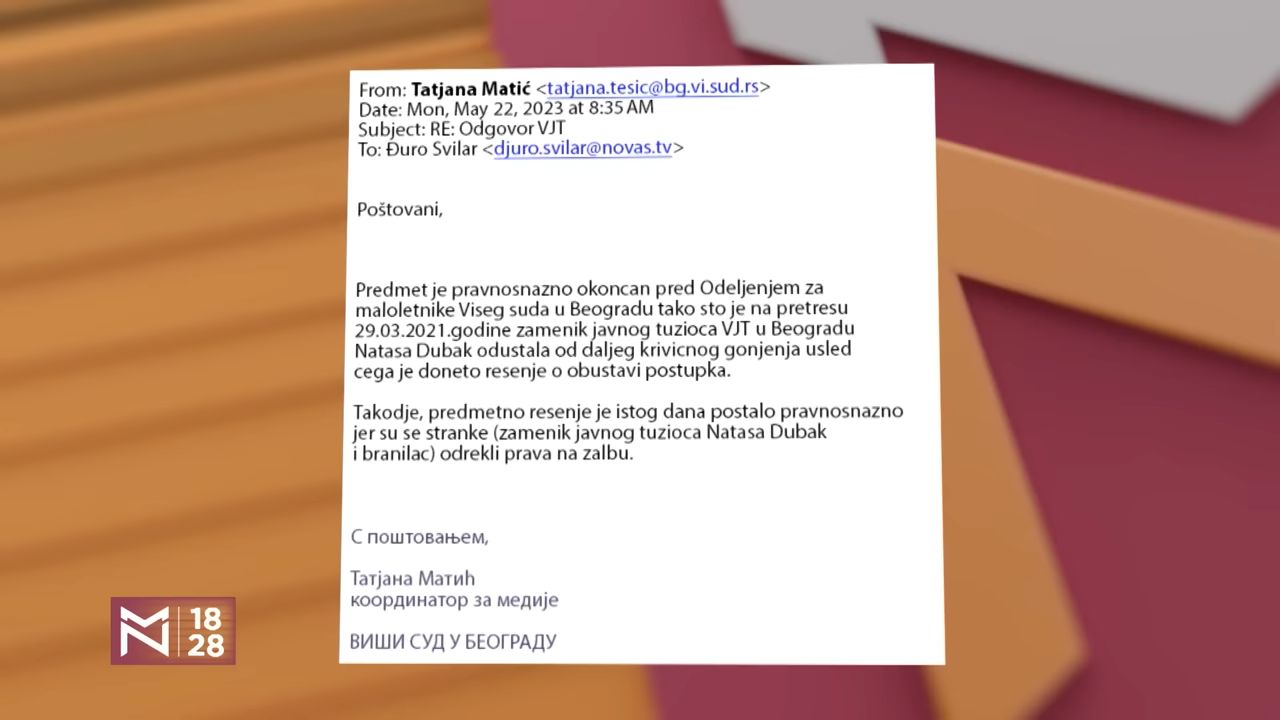 From: Tatjana Matić <tatjana.tesic@bg.vi.sud.rs>
Date: Mon, May 22, 2023 at 8:35 AM
Subject: RE: Odgovor VJT
To: Đuro Svilar <djuro.svilar@novas.tv>
Poštovani,
Predmet je pravnosnazno okoncan pred Odeljenjem za
maloletnike Viseg suda u Beogradu tako sto je na pretresu
29.03.2021.godine zamenik javnog tuzioca VJT u Beogradu
Natasa Dubak odustala od daljeg krivicnog gonjenja usled
cega je doneto resenje o obustavi postupka.
Takodje, predmetno resenje je istog dana postalo pravnosnazno
jer su se stranke (zamenik javnog tuzioca Natasa Dubak
i branilac) odrekli prava na zalbu.
С поштовањем,
Татјана Матић
координатор за медије
ВИШИ СУД У БЕОГРАДУ
18
28